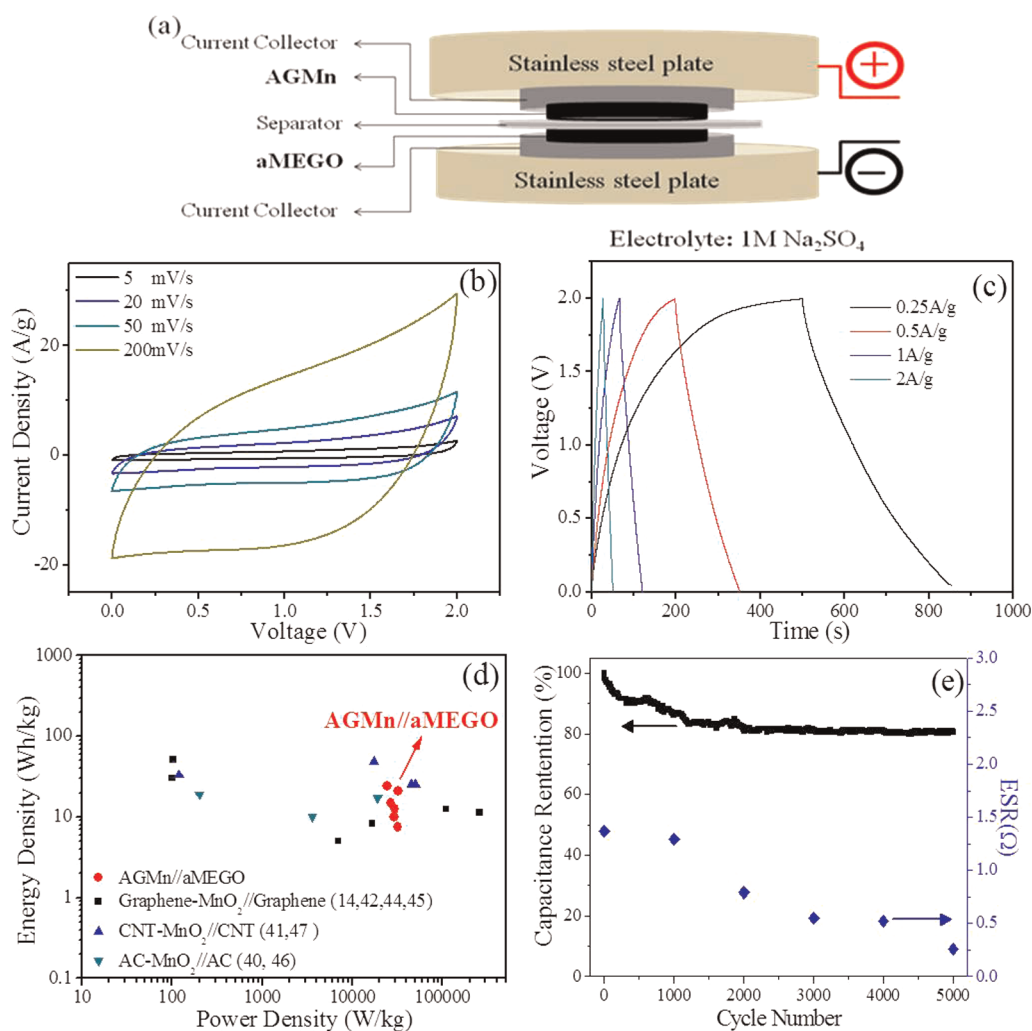 (a)
Current Collector
AGMn
Separator
aMEGO
Current Collector
Stainless steel plate
Stainless steel plate
+
−
Electrolyte: 1M Na₂SO₄
(b)
5 mV/s
20 mV/s
50 mV/s
200mV/s
Current Density (A/g)
20
0
-20
0.0 0.5 1.0 1.5 2.0
Voltage (V)
(c)
0.25A/g
0.5A/g
1A/g
2A/g
Voltage (V)
2.0
1.5
1.0
0.5
0.0
0 200 400 600 800 1000
Time (s)
(d)
AGMn//aMEGO
Energy Density (Wh/kg)
1000
100
10
1
0.1
AGMn//aMEGO
Graphene-MnO₂//Graphene (14,42,44,45)
CNT-MnO₂//CNT (41,47 )
AC-MnO₂//AC (40, 46)
10 100 1000 10000 100000
Power Density (W/kg)
(e)
Capacitance Rentention (%)
100
80
60
40
20
0
3.0
2.5
2.0
1.5
1.0
0.5
0.0
ESR(Ω)
0 1000 2000 3000 4000 5000
Cycle Number